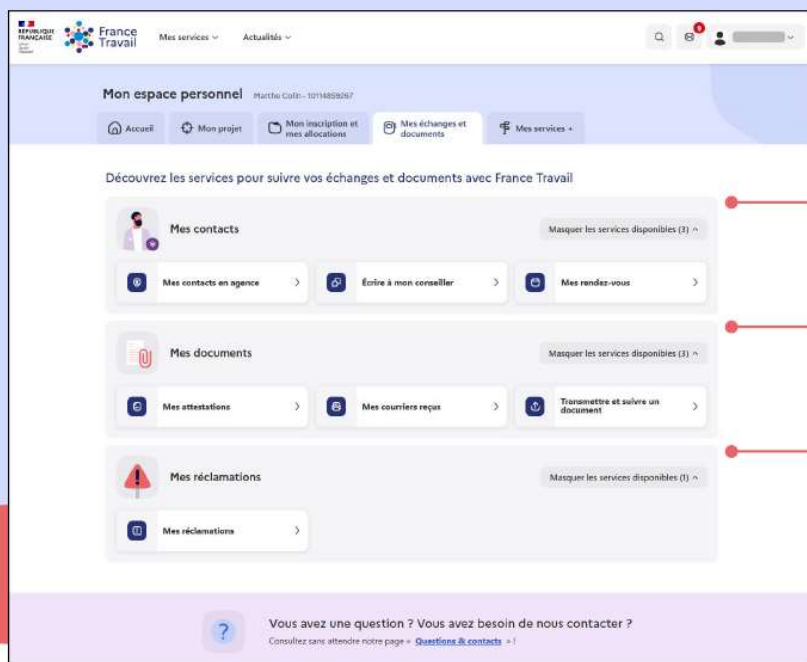 RÉPUBLIQUE
FRANÇAISE
France
Travail
Mes services
Actualités
Mon espace personnel
Marthe Colin - 10114859267
Accueil
Mon projet
Mon inscription et
mes allocations
Mes échanges et
documents
Mes services +
Découvrez les services pour suivre vos échanges et documents avec France Travail
Mes contacts
Masquer les services disponibles (3)
Mes contacts en agence
Écrire à mon conseiller
Mes rendez-vous
Mes documents
Masquer les services disponibles (3)
Mes attestations
Mes courriers reçus
Transmettre et suivre un
document
Mes réclamations
Masquer les services disponibles (1)
Mes réclamations
Vous avez une question ? Vous avez besoin de nous contacter ?
Consultez sans attendre notre page « Questions & contacts » !